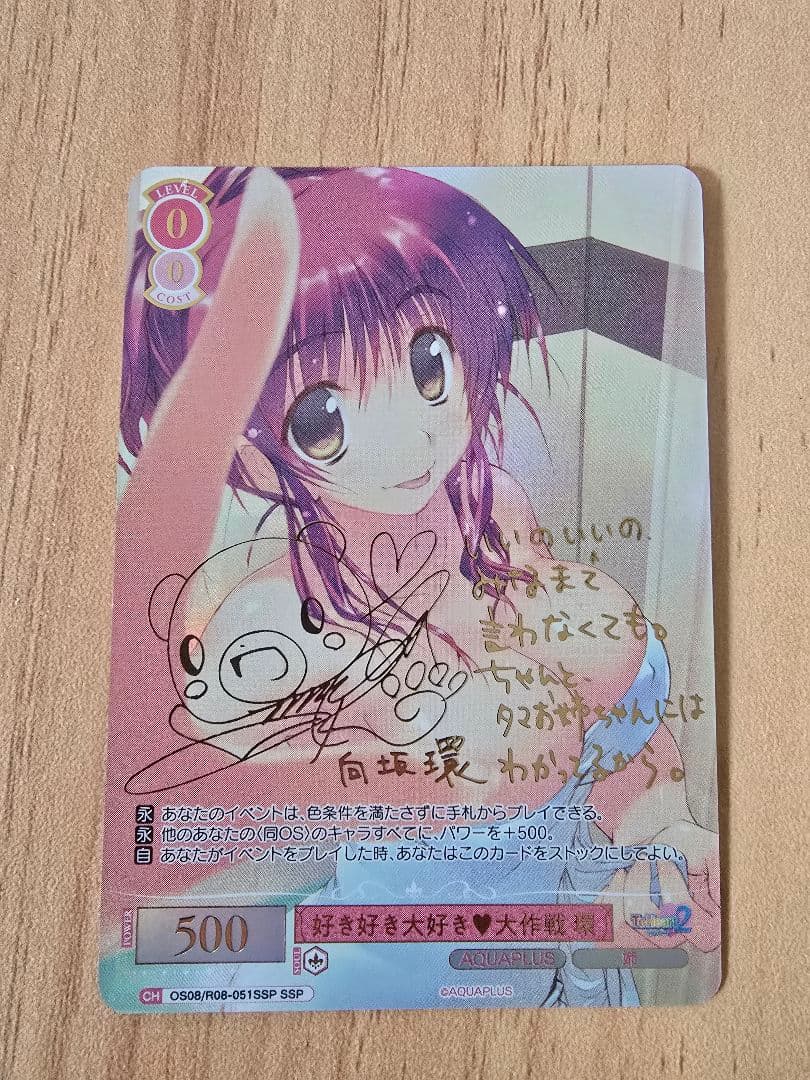 LEVEL
0
0
COST
いいのいいの、
みなまで
言わなくても。
ちゃんと、
タマお姉ちゃんには
向坂環 わかってるから。
永 あなたのイベントは、色条件を満たさずに手札からプレイできる。
永 他のあなたの〈同OS〉のキャラすべてに、パワーを+500。
自 あなたがイベントをプレイした時、あなたはこのカードをストックにしてよい。
POWER
500
SOUL
好き好き大好き♥大作戦 環
ToHeart2
AQUAPLUS
姉
CH OS08/R08-051SSP SSP
©AQUAPLUS